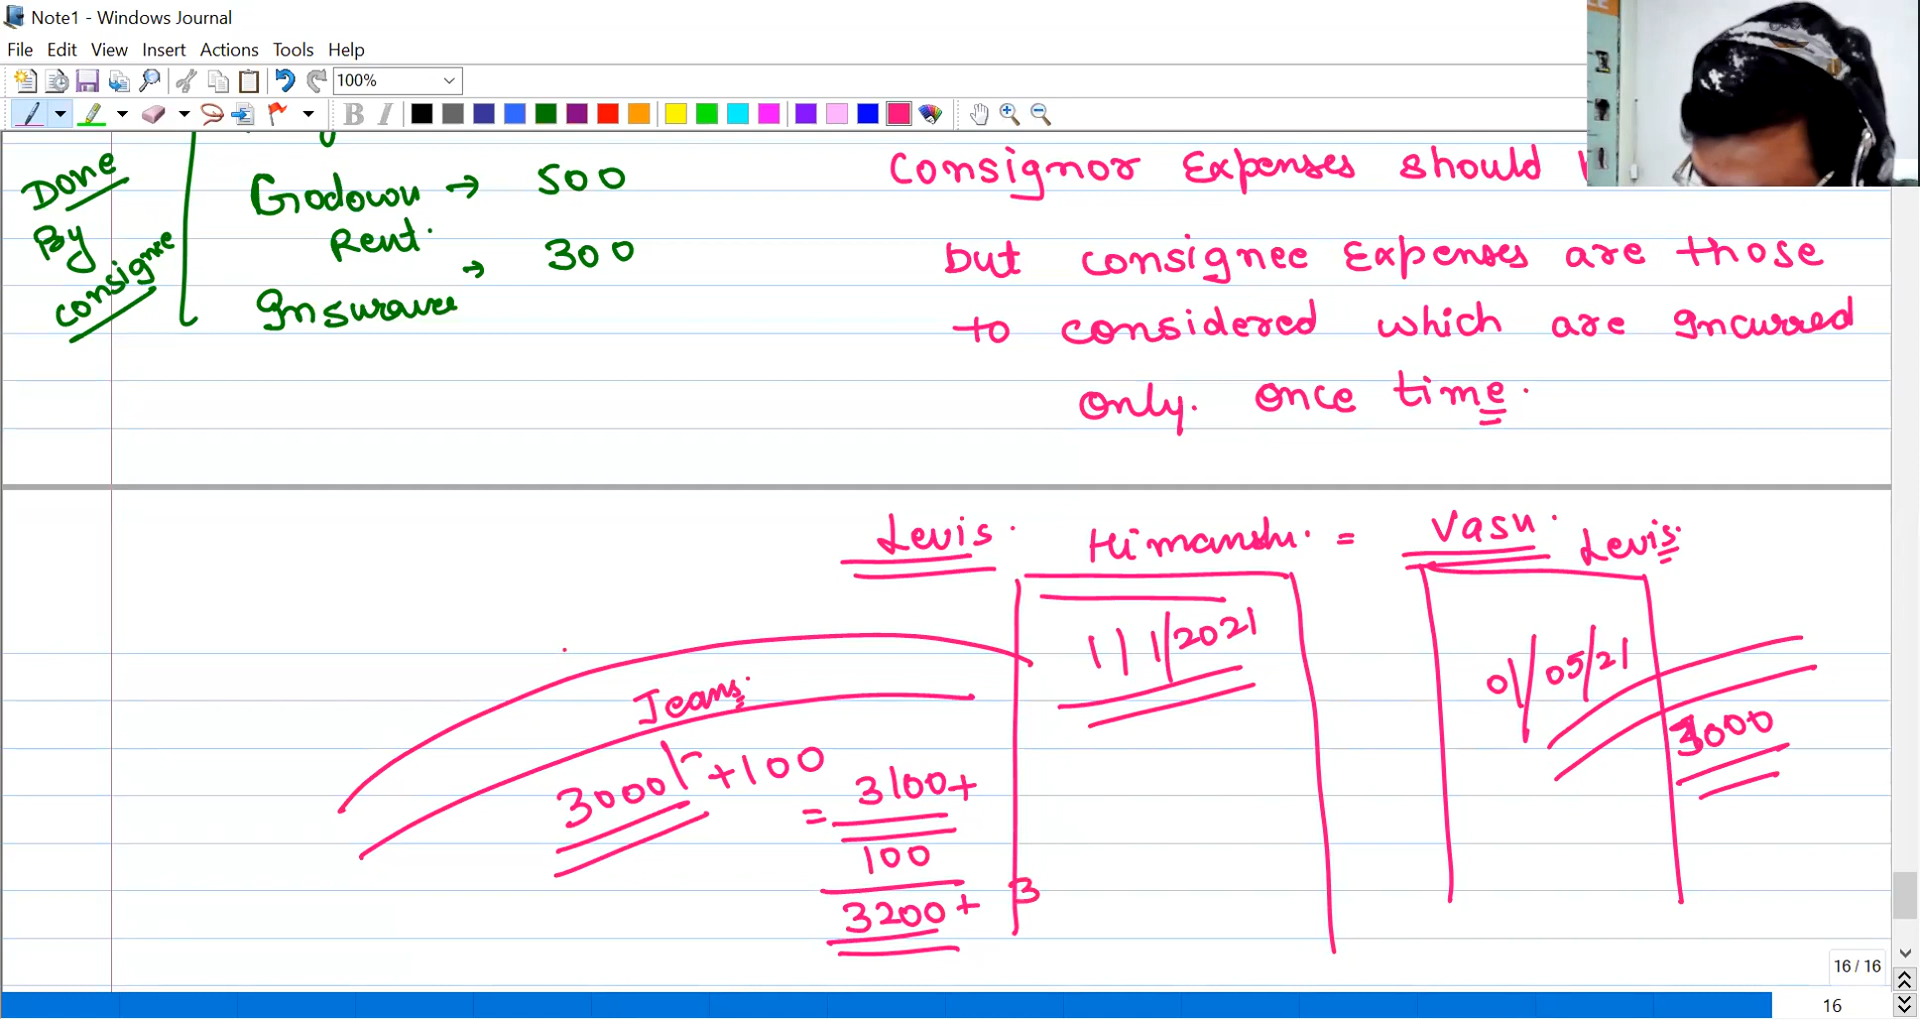 Note1 - Windows Journal
File Edit View Insert Actions Tools Help
100%
B I
Done
By
consignee
Godown → 500
Rent.
→ 300
Insurance
Consignor Expenses should
but consignee Expenses are those
to considered which are Incurred
only. once time.
Levis. Himanshu. = Vasu. Levis.
1/1/2021
01/05/21
3000
Jeans.
3000/- +100
= 3100+
100
3200+ 3
16 / 16
16